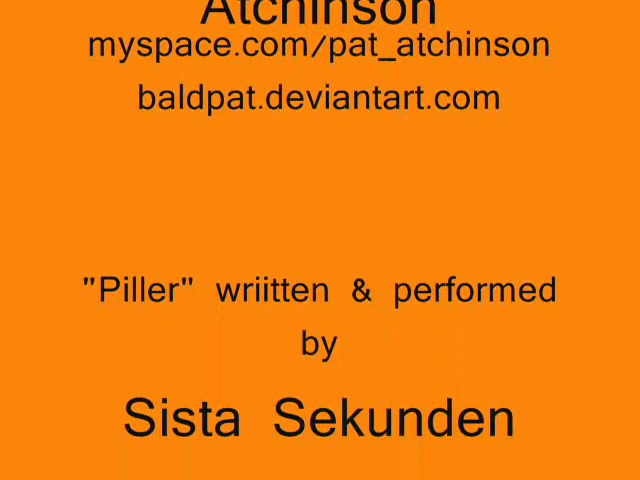 Atchinson
myspace.com/pat_atchinson
baldpat.deviantart.com
"Piller" wriitten & performed
by
Sista Sekunden